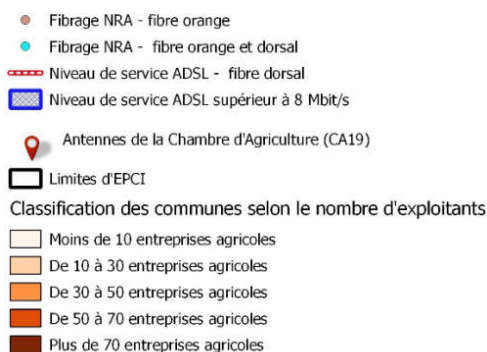 Fibrage NRA - fibre orange
Fibrage NRA - fibre orange et dorsal
Niveau de service ADSL - fibre dorsal
Niveau de service ADSL supérieur à 8 Mbit/s
Antennes de la Chambre d'Agriculture (CA19)
Limites d'EPCI
Classification des communes selon le nombre d'exploitants
Moins de 10 entreprises agricoles
De 10 à 30 entreprises agricoles
De 30 à 50 entreprises agricoles
De 50 à 70 entreprises agricoles
Plus de 70 entreprises agricoles